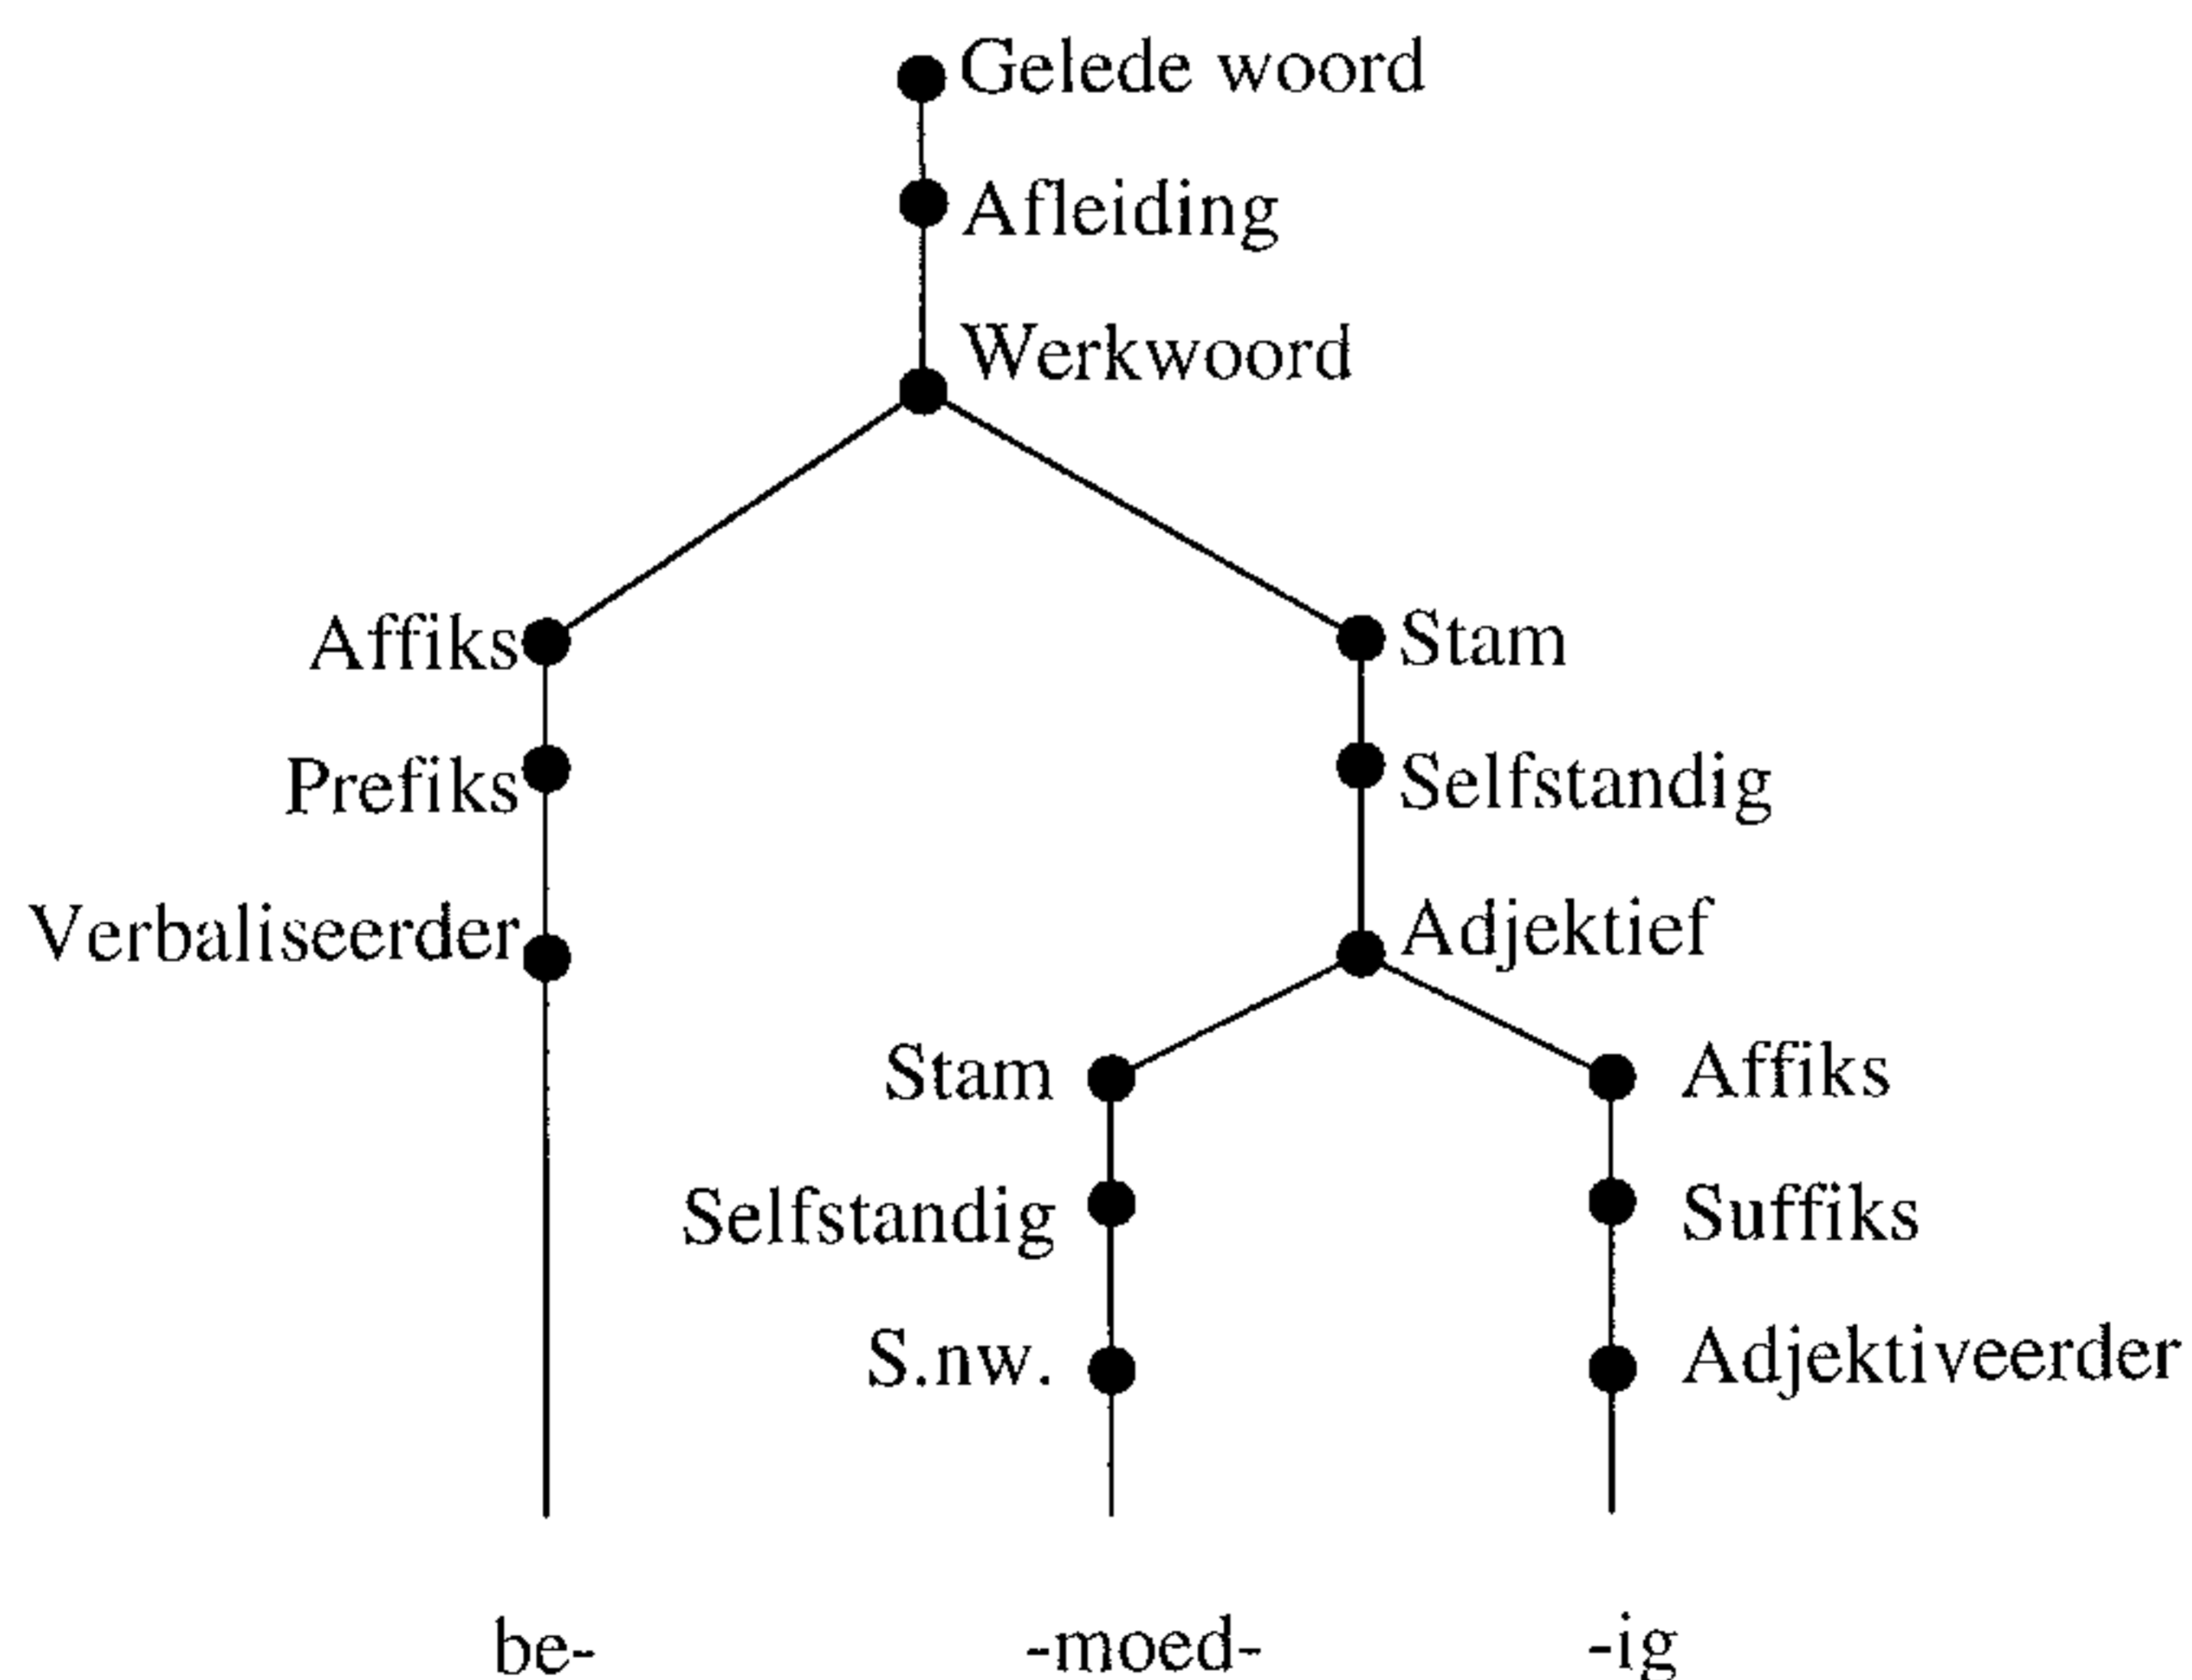 Gelede woord
Afleiding
Werkwoord
Affiks
Stam
Prefiks
Selfstandig
Verbaliseerder
Adjektief
Stam
Affiks
Selfstandig
Suffiks
S.nw.
Adjektiveerder
be-
-moed-
-ig